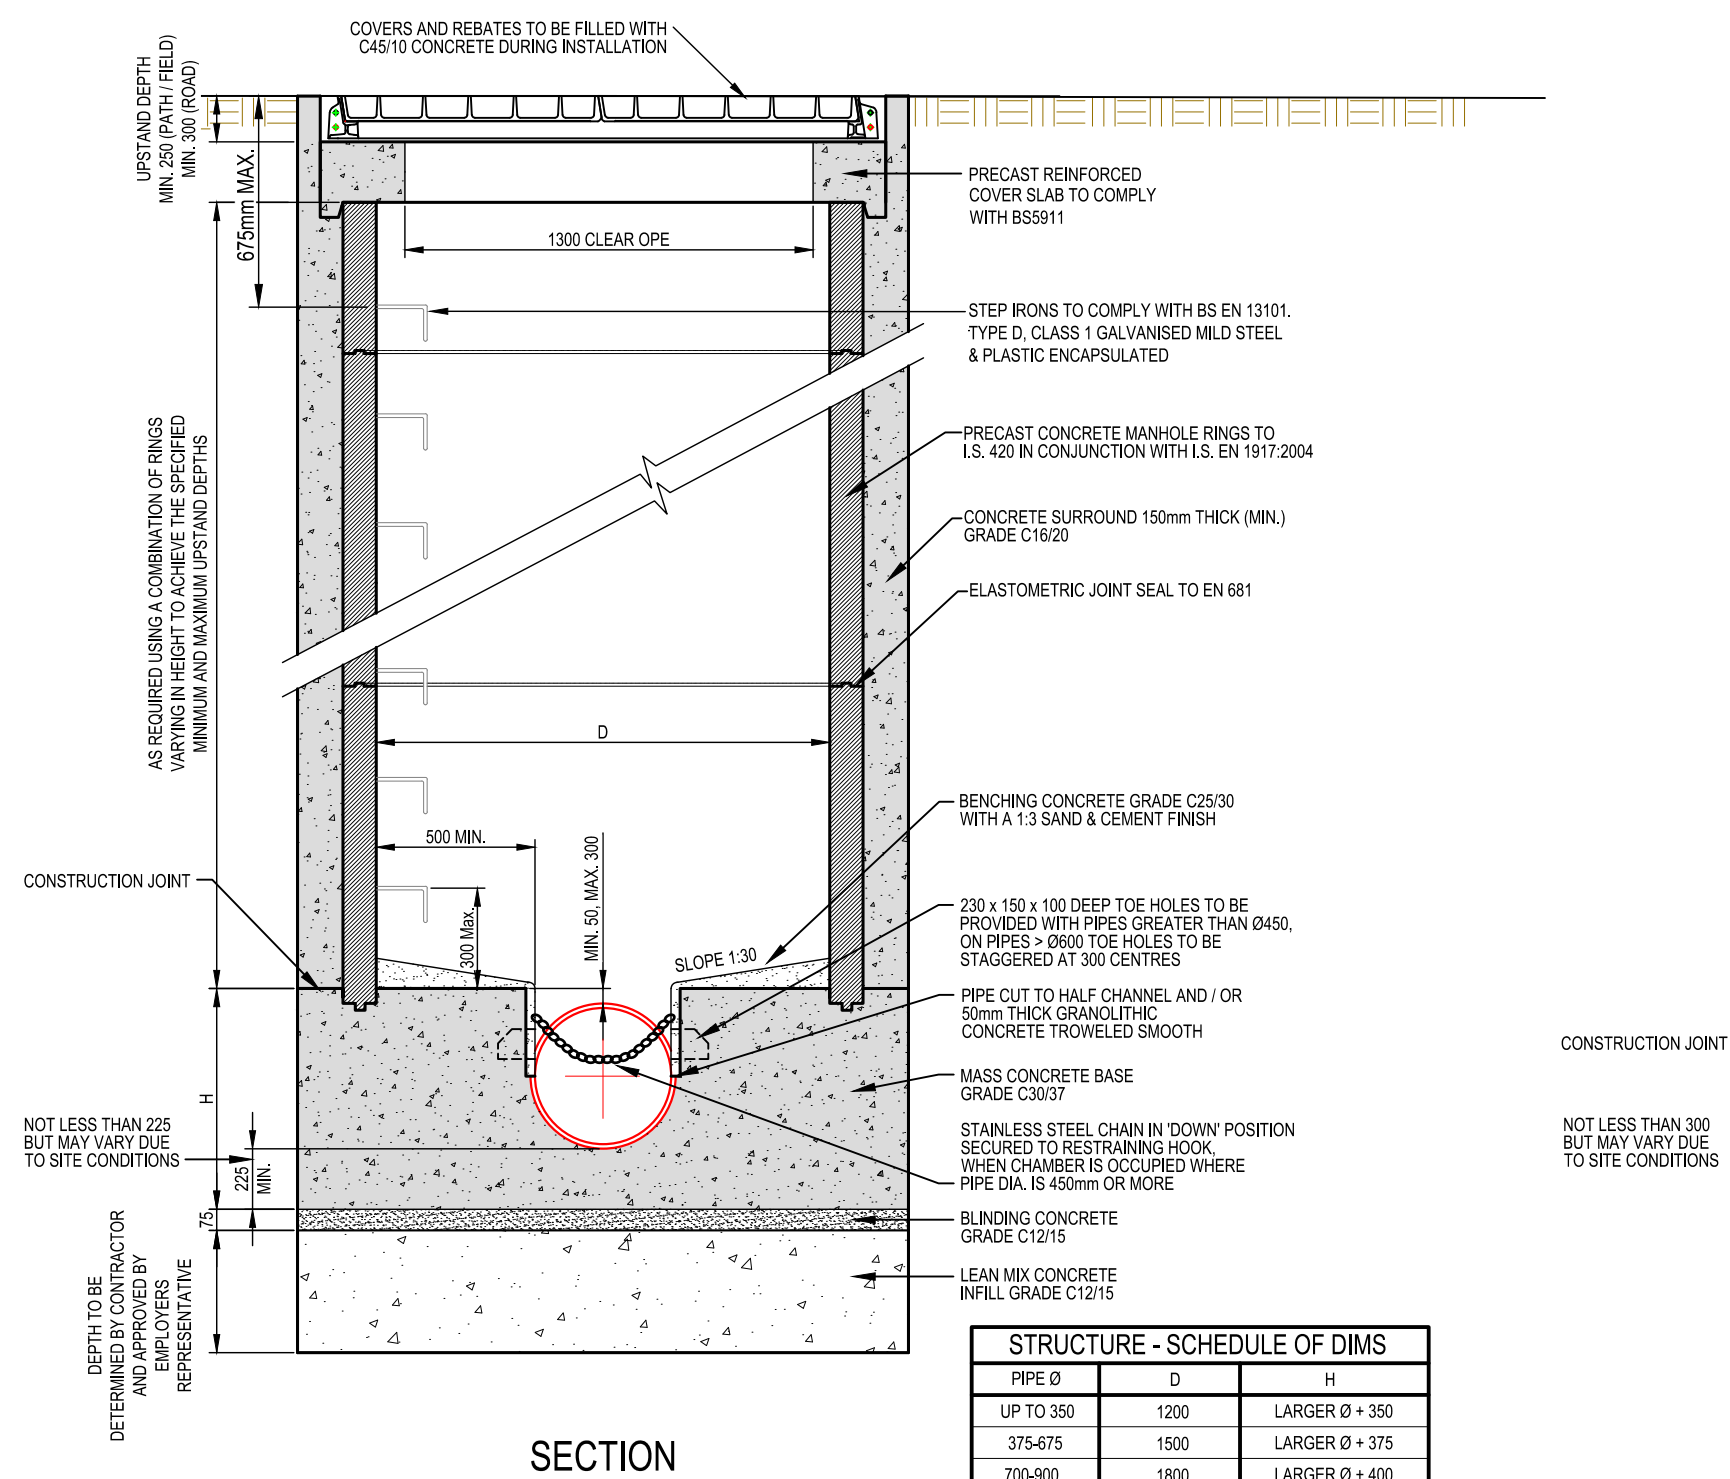 COVERS AND REBATES TO BE FILLED WITH
C45/10 CONCRETE DURING INSTALLATION
UPSTAND DEPTH
MIN. 250 (PATH / FIELD)
MIN. 300 (ROAD)
675mm MAX.
PRECAST REINFORCED
COVER SLAB TO COMPLY
WITH BS5911
1300 CLEAR OPE
STEP IRONS TO COMPLY WITH BS EN 13101.
TYPE D, CLASS 1 GALVANISED MILD STEEL
& PLASTIC ENCAPSULATED
AS REQUIRED USING A COMBINATION OF RINGS
VARYING IN HEIGHT TO ACHIEVE THE SPECIFIED
MINIMUM AND MAXIMUM UPSTAND DEPTHS
PRECAST CONCRETE MANHOLE RINGS TO
I.S. 420 IN CONJUNCTION WITH I.S. EN 1917:2004
CONCRETE SURROUND 150mm THICK (MIN.)
GRADE C16/20
ELASTOMETRIC JOINT SEAL TO EN 681
D
BENCHING CONCRETE GRADE C25/30
WITH A 1:3 SAND & CEMENT FINISH
500 MIN.
MIN. 50, MAX. 300
CONSTRUCTION JOINT
300 Max.
SLOPE 1:30
230 x 150 x 100 DEEP TOE HOLES TO BE
PROVIDED WITH PIPES GREATER THAN Ø450,
ON PIPES > Ø600 TOE HOLES TO BE
STAGGERED AT 300 CENTRES
PIPE CUT TO HALF CHANNEL AND / OR
50mm THICK GRANOLITHIC
CONCRETE TROWELED SMOOTH
CONSTRUCTION JOINT
MASS CONCRETE BASE
GRADE C30/37
H
NOT LESS THAN 225
BUT MAY VARY DUE
TO SITE CONDITIONS
225
MIN.
STAINLESS STEEL CHAIN IN 'DOWN' POSITION
SECURED TO RESTRAINING HOOK,
WHEN CHAMBER IS OCCUPIED WHERE
PIPE DIA. IS 450mm OR MORE
NOT LESS THAN 300
BUT MAY VARY DUE
TO SITE CONDITIONS
75
BLINDING CONCRETE
GRADE C12/15
DEPTH TO BE
DETERMINED BY CONTRACTOR
AND APPROVED BY
EMPLOYERS
REPRESENTATIVE
LEAN MIX CONCRETE
INFILL GRADE C12/15
SECTION
STRUCTURE - SCHEDULE OF DIMS
PIPE Ø D H
UP TO 350 1200 LARGER Ø + 350
375-675 1500 LARGER Ø + 375
700-900 1800 LARGER Ø + 400